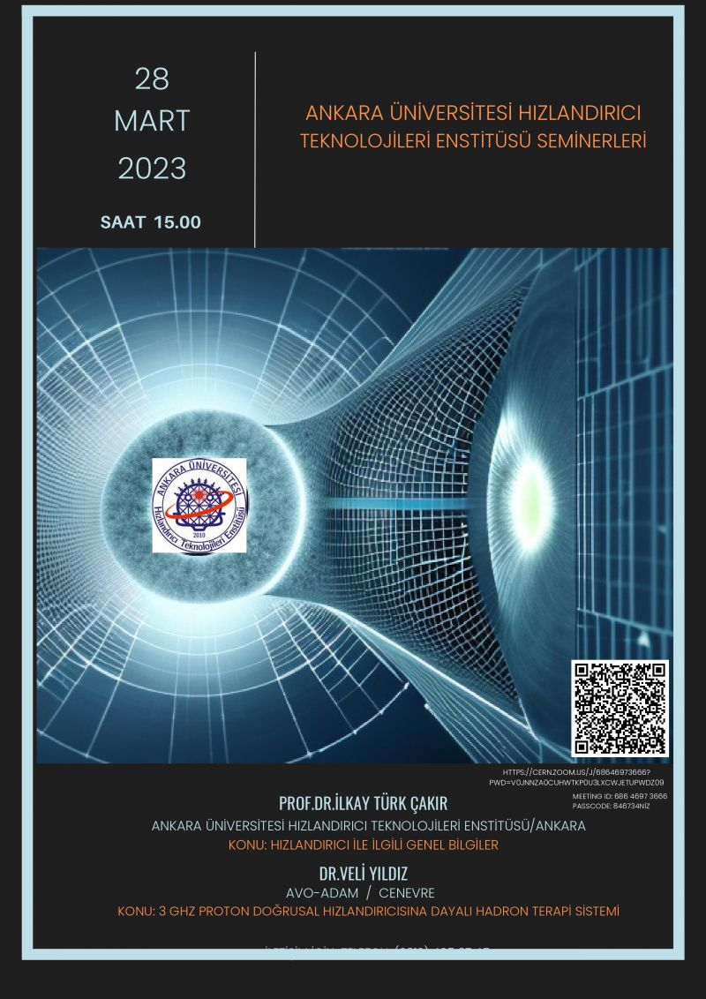 28
MART
2023
SAAT 15.00
ANKARA ÜNİVERSİTESİ HIZLANDIRICI
TEKNOLOJİLERİ ENSTİTÜSÜ SEMİNERLERİ
ANKARA ÜNİVERSİTESİ
2010
Hızlandırıcı Teknolojileri Enstitüsü
HTTPS://CERN.ZOOM.US/J/68646973666?
PWD=V0JNNZA0CUHWTKP0U3LXCWJETUPWDZ09
MEETİNG ID: 686 4697 3666
PASSCODE: 846734NİZ
PROF.DR.İLKAY TÜRK ÇAKIR
ANKARA ÜNİVERSİTESİ HIZLANDIRICI TEKNOLOJİLERİ ENSTİTÜSÜ/ANKARA
KONU: HIZLANDIRICI İLE İLGİLİ GENEL BİLGİLER
DR.VELİ YILDIZ
AVO-ADAM / CENEVRE
KONU: 3 GHZ PROTON DOĞRUSAL HIZLANDIRICISINA DAYALI HADRON TERAPİ SİSTEMİ